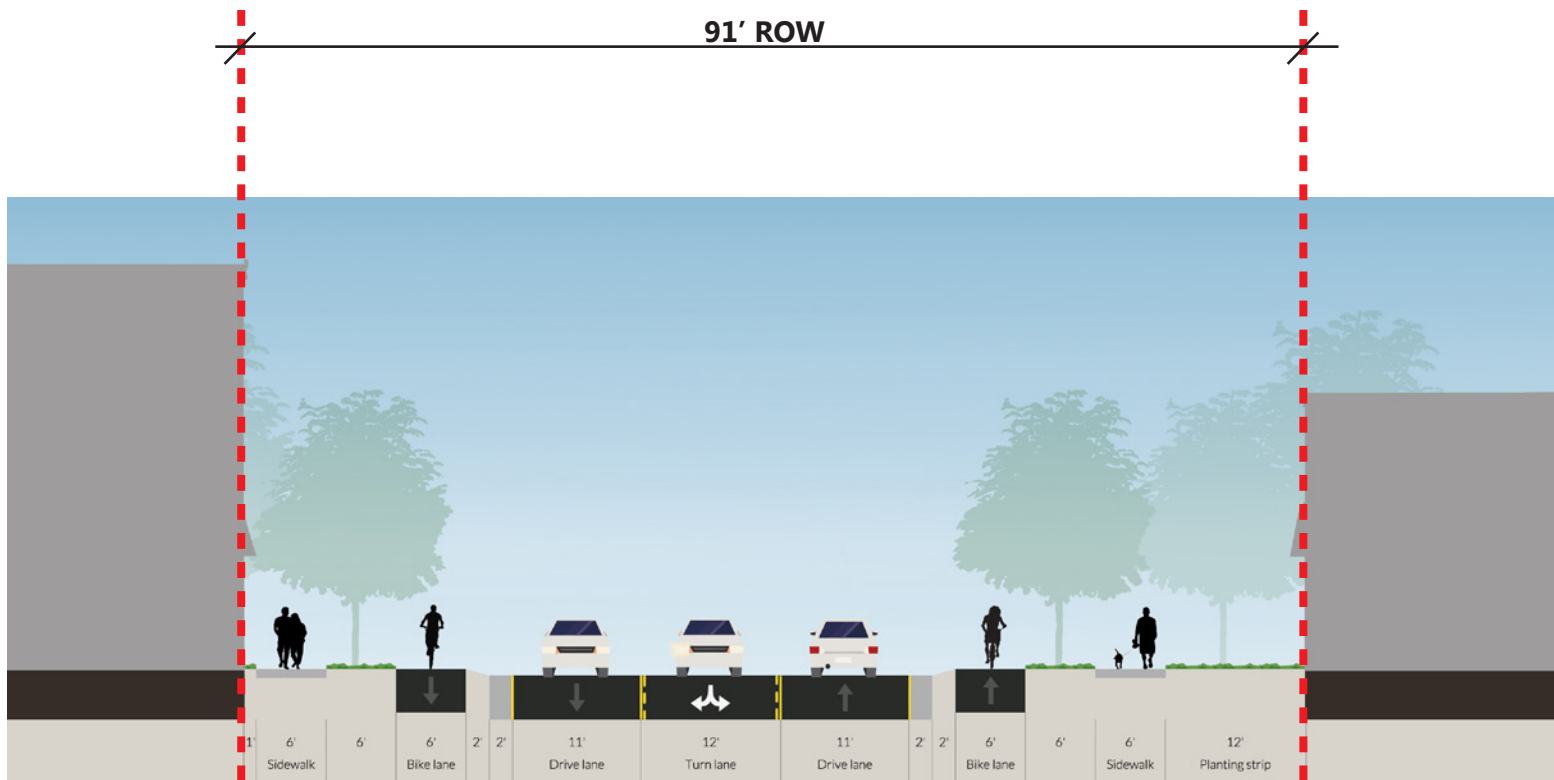 91’ ROW
1' 6' 6' 6' 2' 2' 11' 12' 11' 2' 2' 6' 6' 6' 12'
Sidewalk Bike lane Drive lane Turn lane Drive lane Bike lane Sidewalk Planting strip